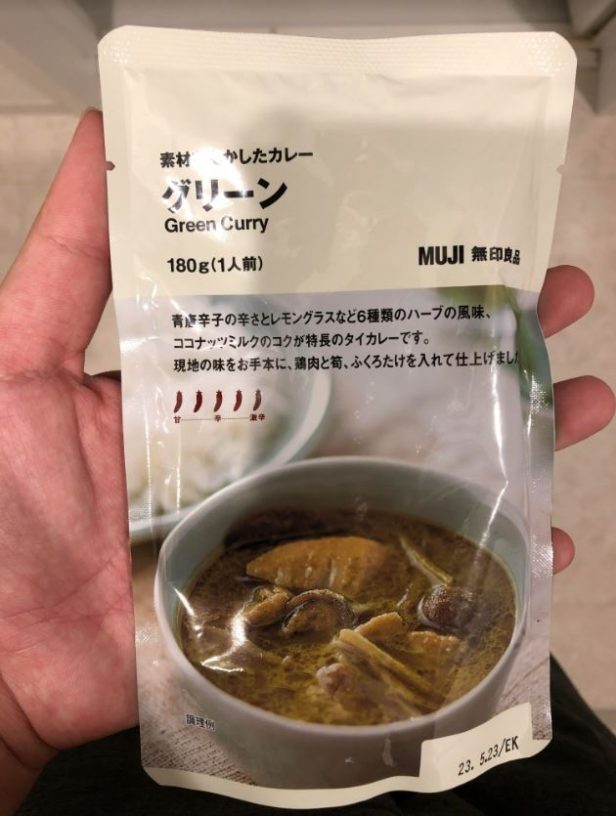 素材 かしたカレー
グリーン
Green Curry
180g(1人前)
MUJI 無印良品
青唐辛子の辛さとレモングラスなど6種類のハーブの風味、
ココナッツミルクのコクが特長のタイカレーです。
現地の味をお手本に、鶏肉と筍、ふくろたけを入れて仕上げました
甘 辛 激辛
調理例
23. 5.23/EK